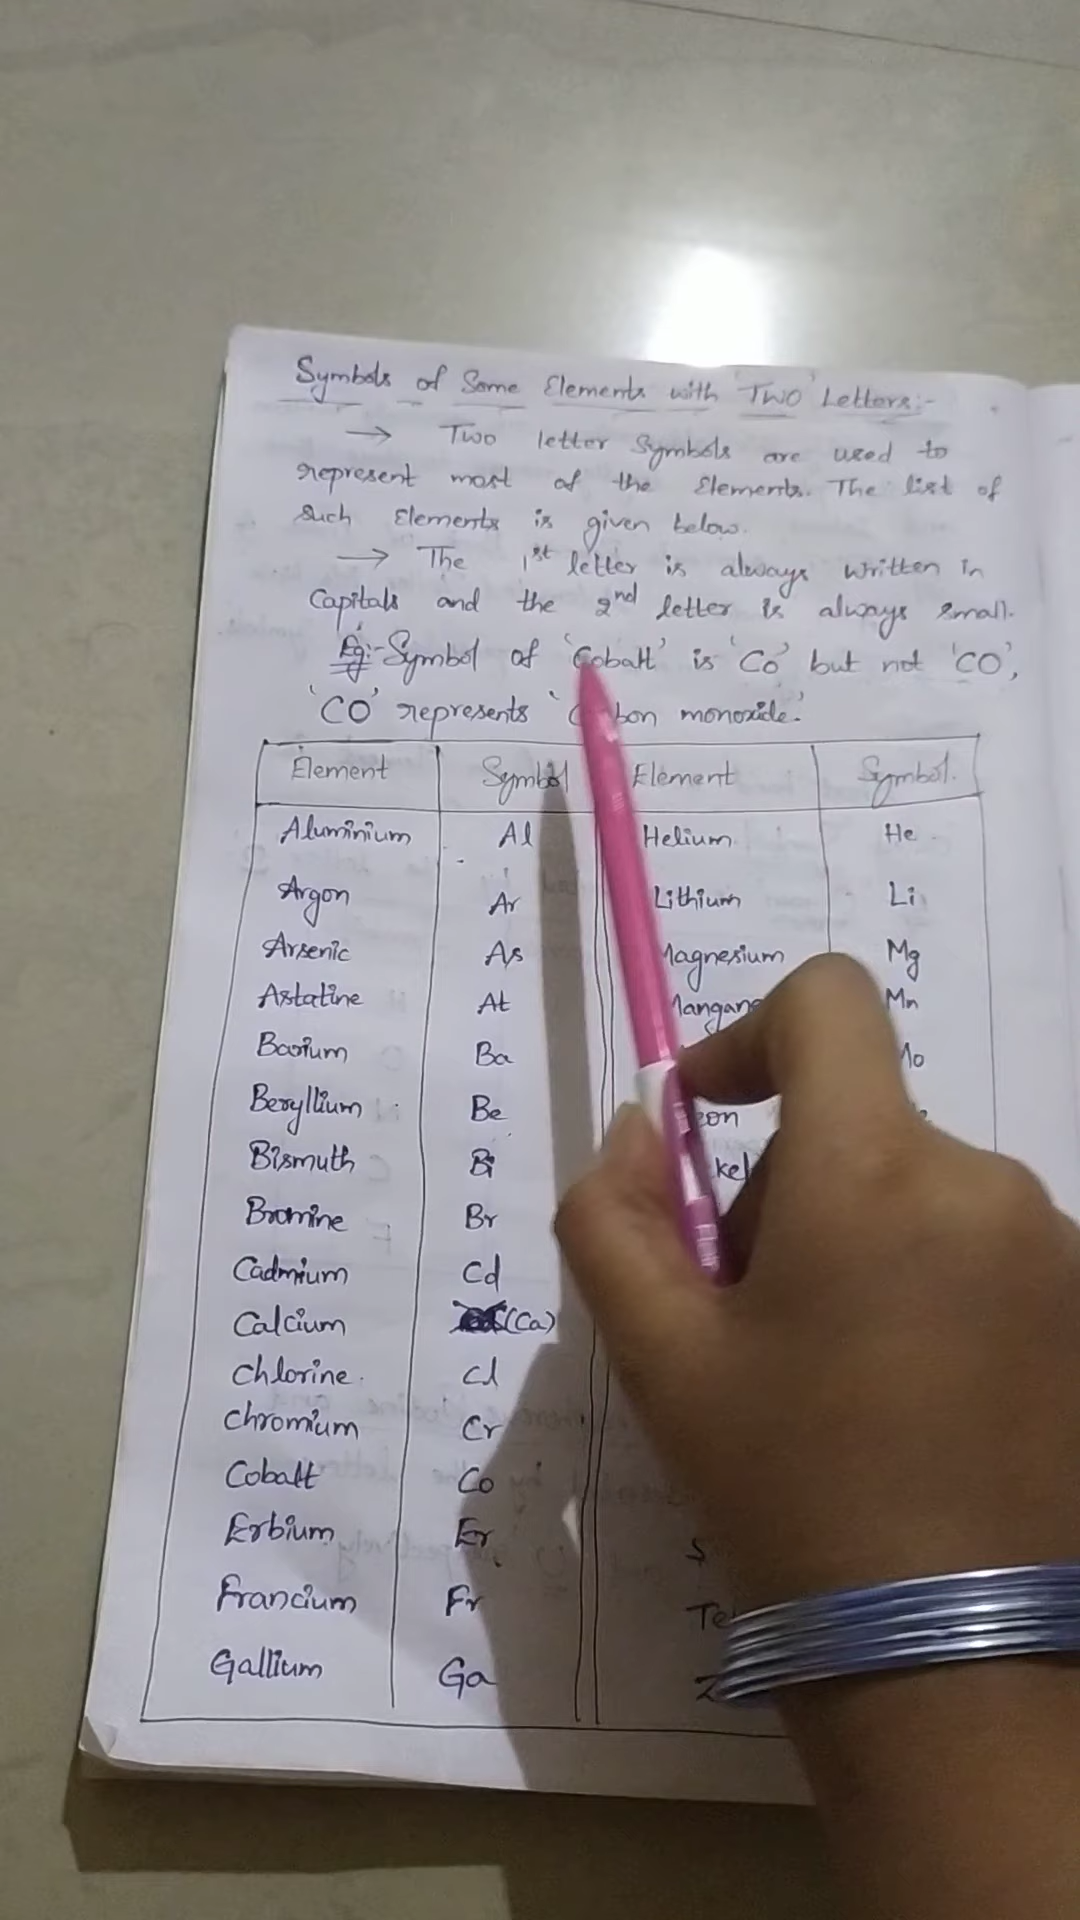 Symbols of Some Elements with 'TWO' Letters:-
→ Two letter Symbols are used to
represent most of the Elements. The list of
such Elements is given below.
→ The 1st letter is always written in
Capitals and the 2nd letter is always small.
Eg:- Symbol of 'Cobalt' is 'Co' but not 'CO',
'CO' represents 'C bon monoxide.'
Element Symbol Element Symbol.
Aluminium Al Helium He
Argon Ar Lithium Li
Arsenic As Magnesium Mg
Astatine At Mangan Mn
Barium Ba
Beryllium Be
Bismuth Bi
Bromine Br
Cadmium Cd
Calcium (Ca)
Chlorine Cl
Chromium Cr
Cobalt Co
Erbium Er
Francium Fr
Gallium Ga